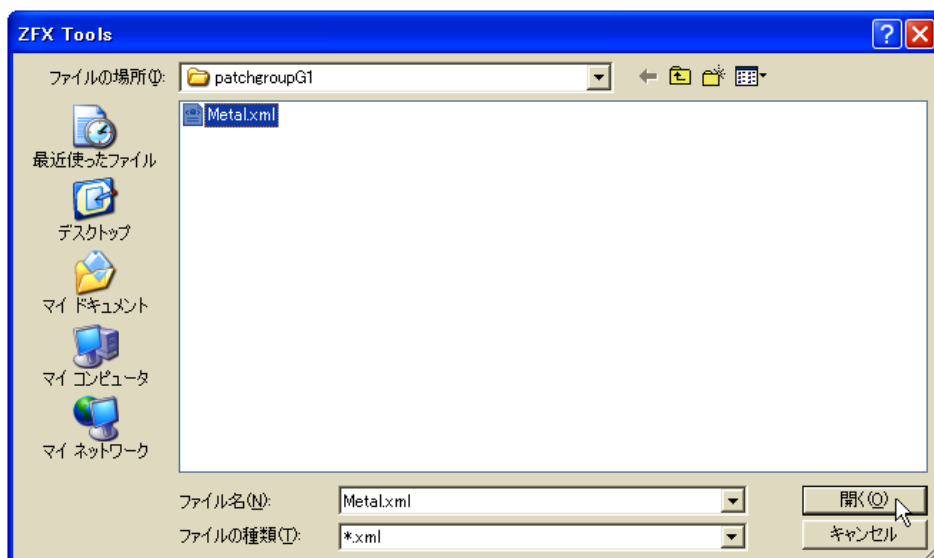 ZFX Tools
ファイルの場所(I):
patchgroupG1
Metal.xml
最近使ったファイル
デスクトップ
マイ ドキュメント
マイ コンピュータ
マイ ネットワーク
ファイル名(N):
Metal.xml
開く(O)
ファイルの種類(T):
*.xml
キャンセル